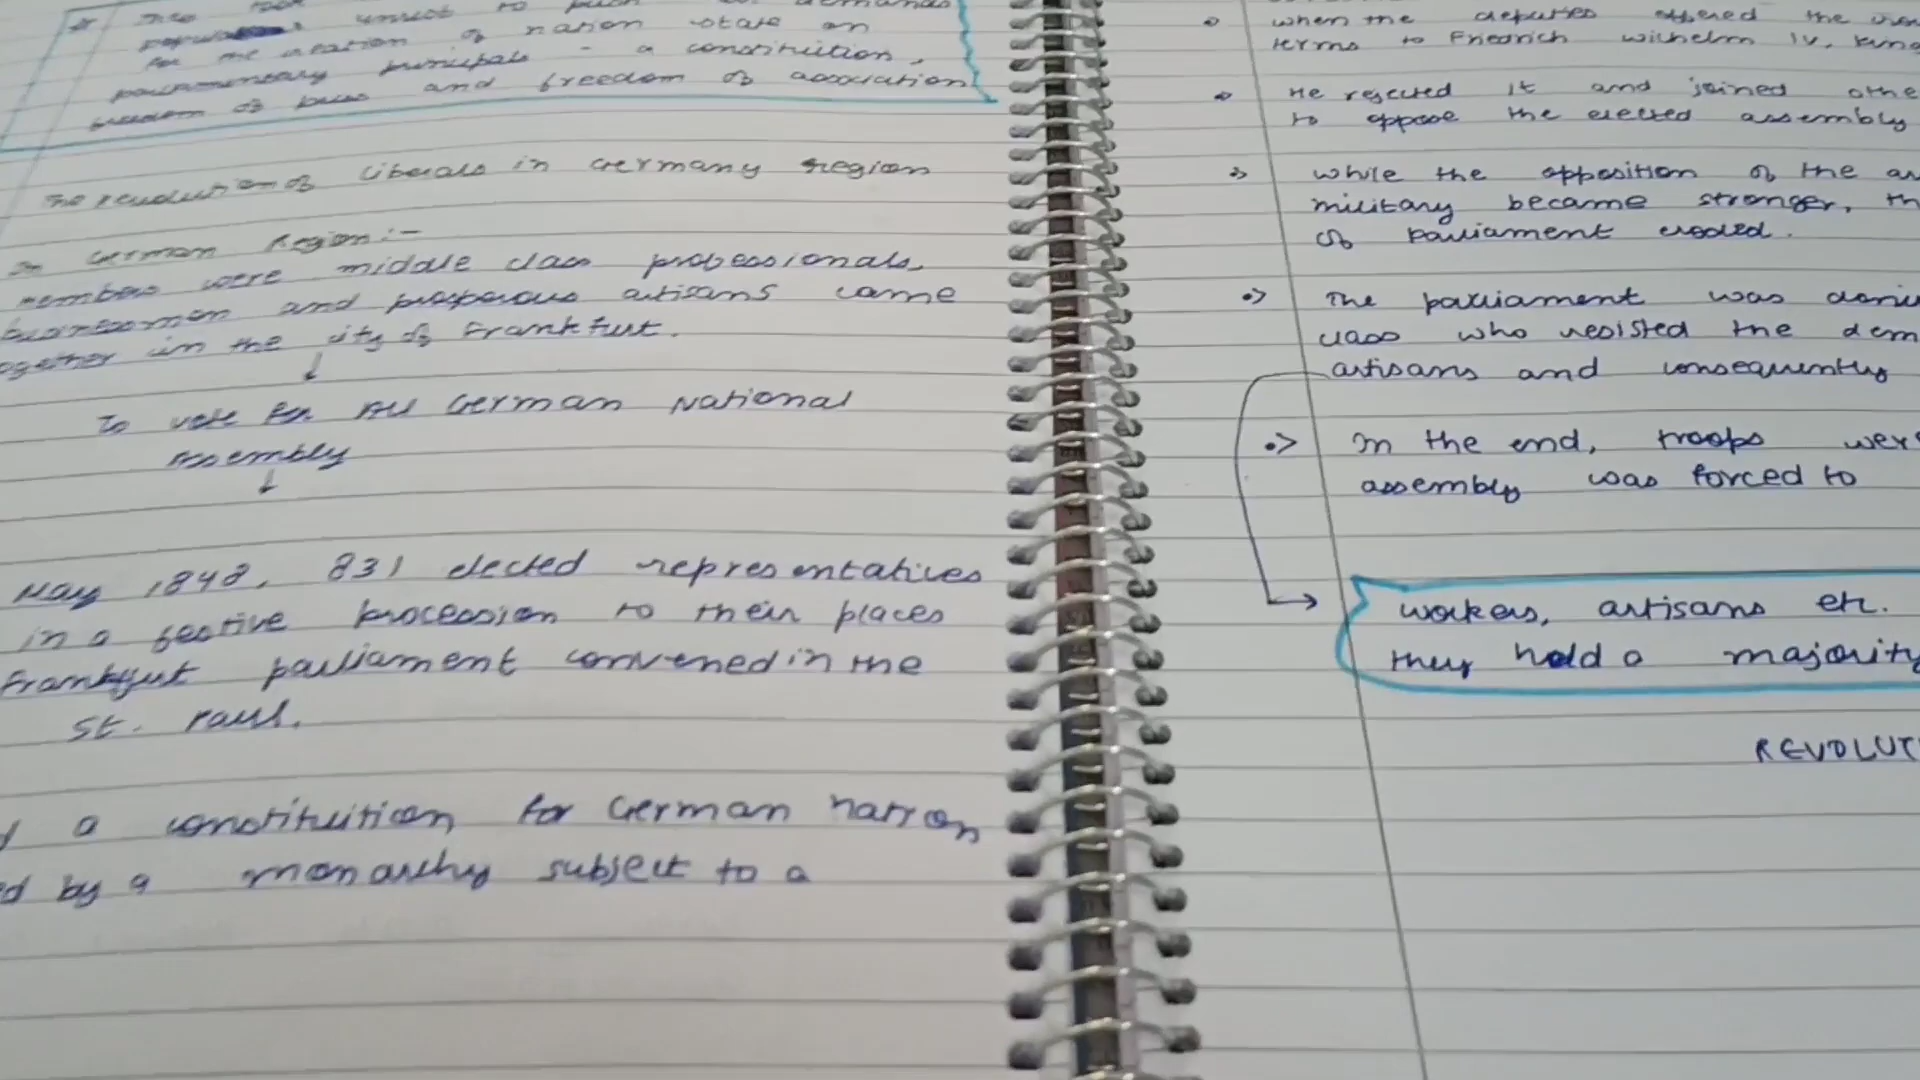 unrest to push demands
for the creation of nation state on
parliamentary principals - a constitution,
freedom of press and freedom of association
The revolution of liberals in Germany region
In German Region:-
members were middle class professionals,
businessmen and prosperous artisans came
together in the city of Frankfurt.
↓
To vote for All German National
Assembly
↓
May 1848, 831 elected representatives
in a festive procession to their places
Frankfurt parliament convened in the
St. Paul.
a constituition for German nation
by a monarchy subject to a
when the deputies offered the
terms to Friedrich Wilhelm IV, King
He rejected it and joined othe
to oppose the elected assembly
while the opposition of the
military became stronger, th
of Parliament eroded.
The parliament was
class who resisted the dem
artisans and consequently
In the end, troops wer
assembly was forced to
workers, artisans etc.
they hold a majority
REVOLUT